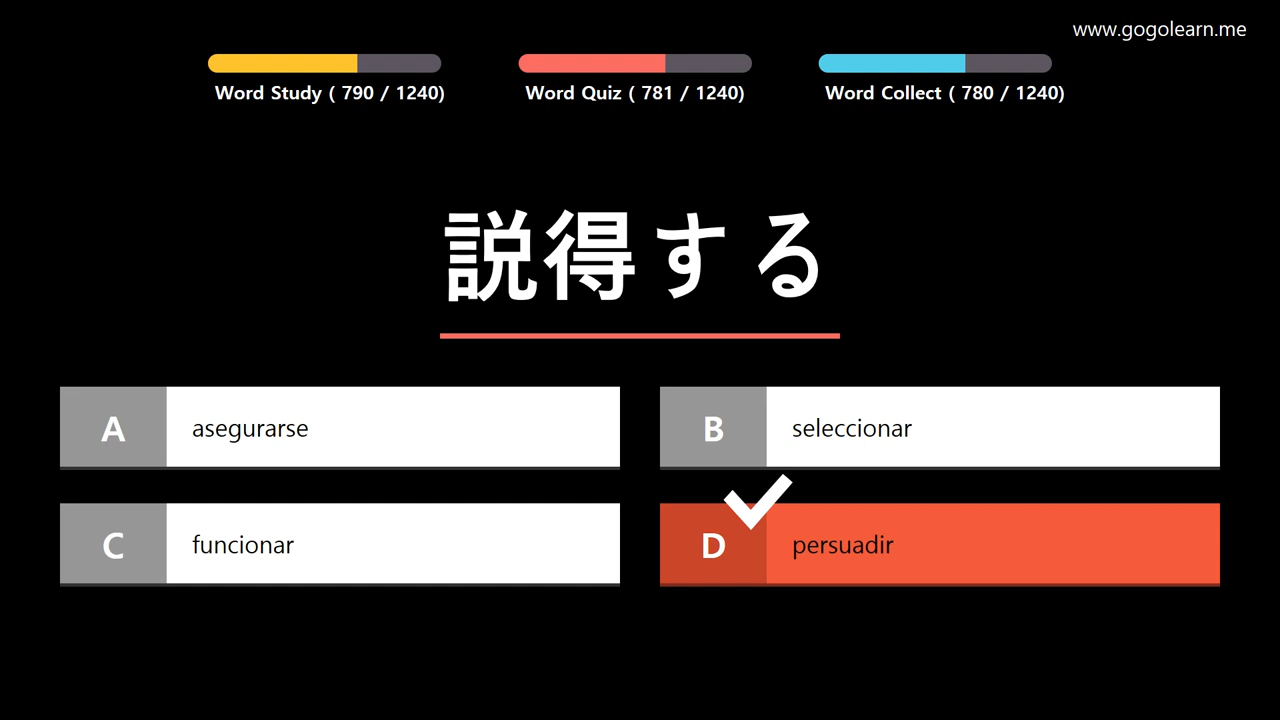 www.gogolearn.me
Word Study ( 790 / 1240)
Word Quiz ( 781 / 1240)
Word Collect ( 780 / 1240)
説得する
A
asegurarse
B
seleccionar
C
funcionar
D
persuadir